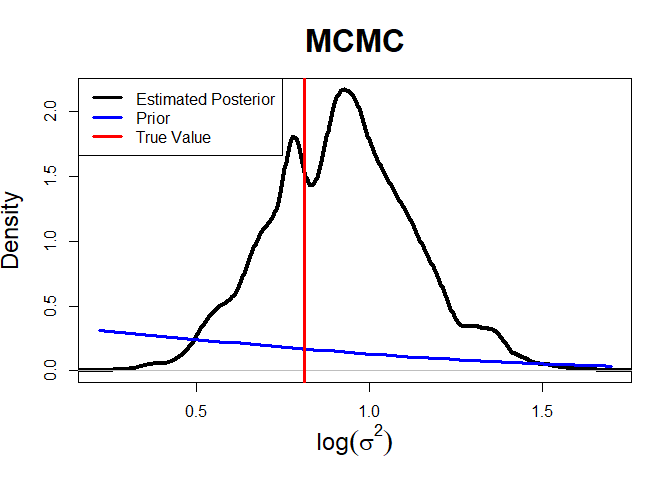 MCMC
Estimated Posterior
Prior
True Value
Density
0.0
0.5
1.0
1.5
2.0
0.5
1.0
1.5
log(σ²)